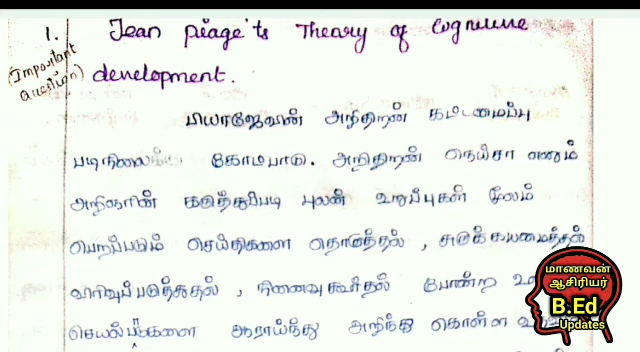 1. Jean piage'ts Theory of Cognitive
(Important Question) development.
பியாஜேவின் அறிதிறன் கட்டமைப்பு
படிநிலைக் கோட்பாடு. அறிதிறன் நெய்சர் எனும்
அறிஞரின் கருத்துப்படி புலன் உறுப்புகள் மூலம்
பெறப்படும் செய்திகளை தொகுத்தல், சுருக்கமைத்தல்
விரிவுபடுத்துதல், நினைவு கூர்தல் போன்ற
செயல்களை ஆராய்ந்து அறிந்து கொள்ள
மாணவன்
ஆசிரியர்
B.Ed
Updates